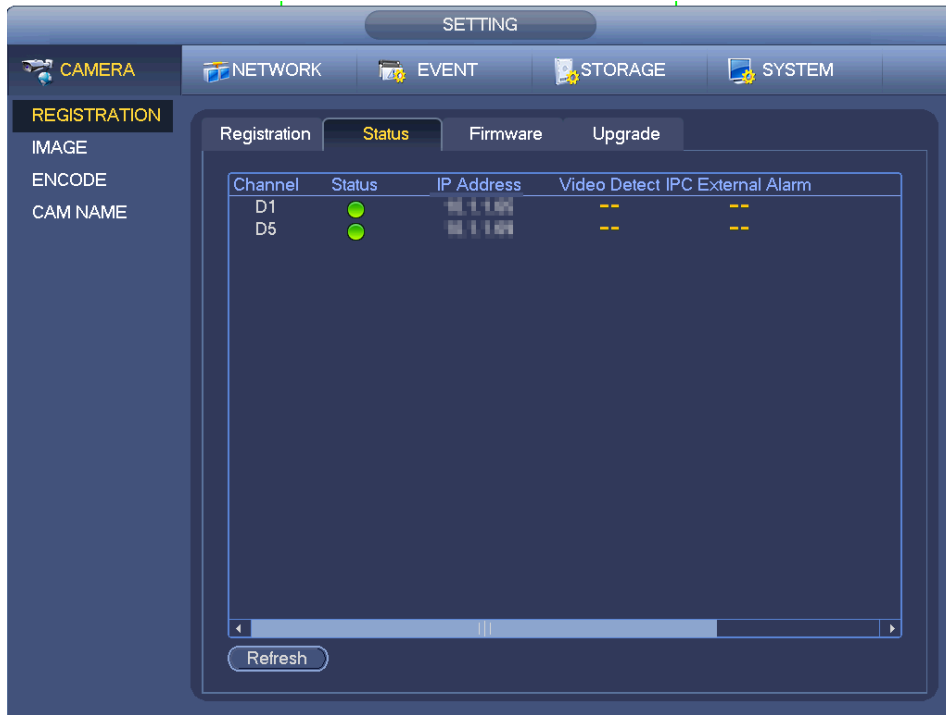 SETTING
CAMERA NETWORK EVENT STORAGE SYSTEM
REGISTRATION
IMAGE
ENCODE
CAM NAME
Registration Status Firmware Upgrade
Channel Status IP Address Video Detect IPC External Alarm
D1 -- --
D5 -- --
Refresh